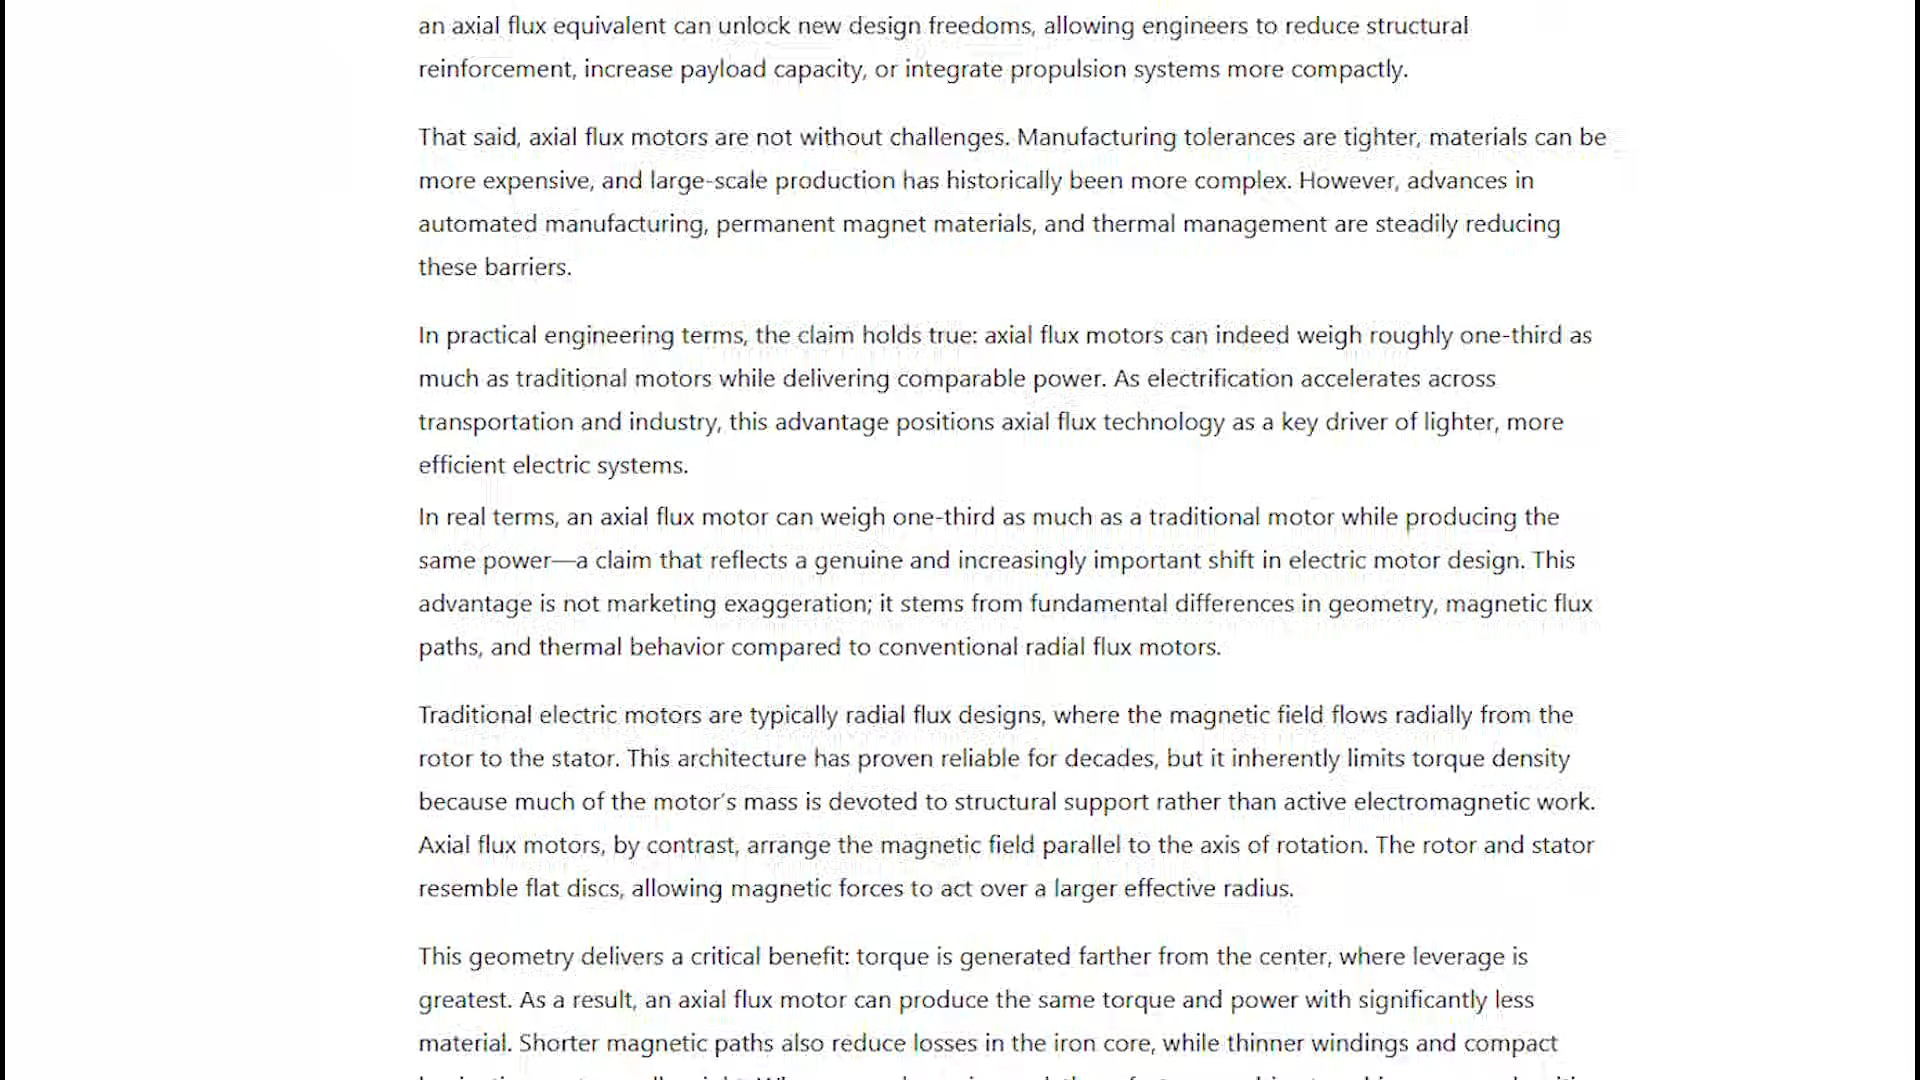 an axial flux equivalent can unlock new design freedoms, allowing engineers to reduce structural
reinforcement, increase payload capacity, or integrate propulsion systems more compactly.
That said, axial flux motors are not without challenges. Manufacturing tolerances are tighter, materials can be
more expensive, and large-scale production has historically been more complex. However, advances in
automated manufacturing, permanent magnet materials, and thermal management are steadily reducing
these barriers.
In practical engineering terms, the claim holds true: axial flux motors can indeed weigh roughly one-third as
much as traditional motors while delivering comparable power. As electrification accelerates across
transportation and industry, this advantage positions axial flux technology as a key driver of lighter, more
efficient electric systems.
In real terms, an axial flux motor can weigh one-third as much as a traditional motor while producing the
same power—a claim that reflects a genuine and increasingly important shift in electric motor design. This
advantage is not marketing exaggeration; it stems from fundamental differences in geometry, magnetic flux
paths, and thermal behavior compared to conventional radial flux motors.
Traditional electric motors are typically radial flux designs, where the magnetic field flows radially from the
rotor to the stator. This architecture has proven reliable for decades, but it inherently limits torque density
because much of the motor's mass is devoted to structural support rather than active electromagnetic work.
Axial flux motors, by contrast, arrange the magnetic field parallel to the axis of rotation. The rotor and stator
resemble flat discs, allowing magnetic forces to act over a larger effective radius.
This geometry delivers a critical benefit: torque is generated farther from the center, where leverage is
greatest. As a result, an axial flux motor can produce the same torque and power with significantly less
material. Shorter magnetic paths also reduce losses in the iron core, while thinner windings and compact